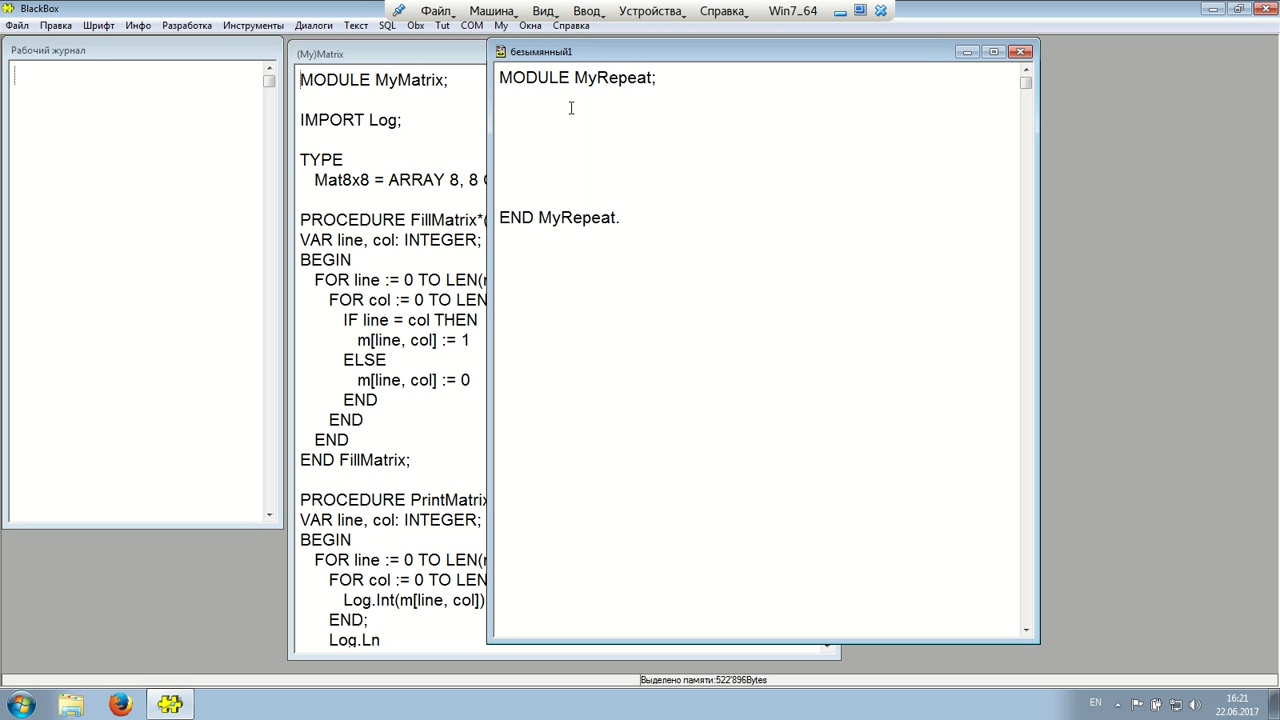 BlackBox
Файл Машина Вид Ввод Устройства Справка Win7_64
Файл Правка Шрифт Инфо Разработка Инструменты Диалоги Текст SQL Obx Tut COM My Окна Справка
Рабочий журнал
(My)Matrix
MODULE MyMatrix;
IMPORT Log;
TYPE
Mat8x8 = ARRAY 8, 8
PROCEDURE FillMatrix*(
VAR line, col: INTEGER;
BEGIN
FOR line := 0 TO LEN(
FOR col := 0 TO LEN
IF line = col THEN
m[line, col] := 1
ELSE
m[line, col] := 0
END
END
END
END FillMatrix;
PROCEDURE PrintMatrix
VAR line, col: INTEGER;
BEGIN
FOR line := 0 TO LEN(
FOR col := 0 TO LEN
Log.Int(m[line, col])
END;
Log.Ln
безымянный1
MODULE MyRepeat;
END MyRepeat.
Выделено памяти:522'896Bytes
EN
16:21
22.06.2017